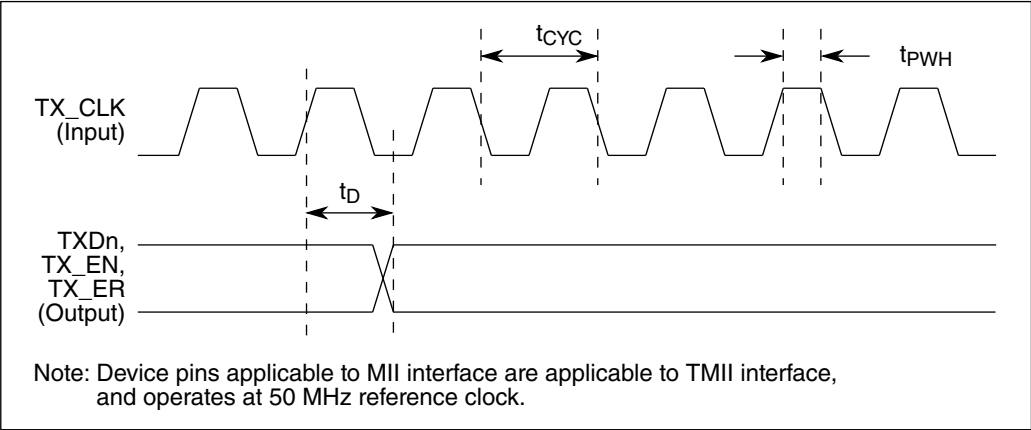 tCYC
tPWH
TX_CLK
(Input)
tD
TXDn,
TX_EN,
TX_ER
(Output)
Note: Device pins applicable to MII interface are applicable to TMII interface,
and operates at 50 MHz reference clock.